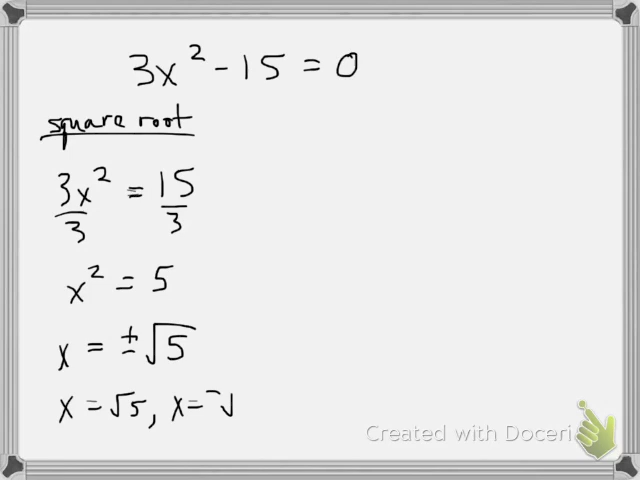 3x² - 15 = 0
square root
3x²/3 = 15/3
x² = 5
x = ±√5
x = √5, x = ⁻√
Created with Doceri